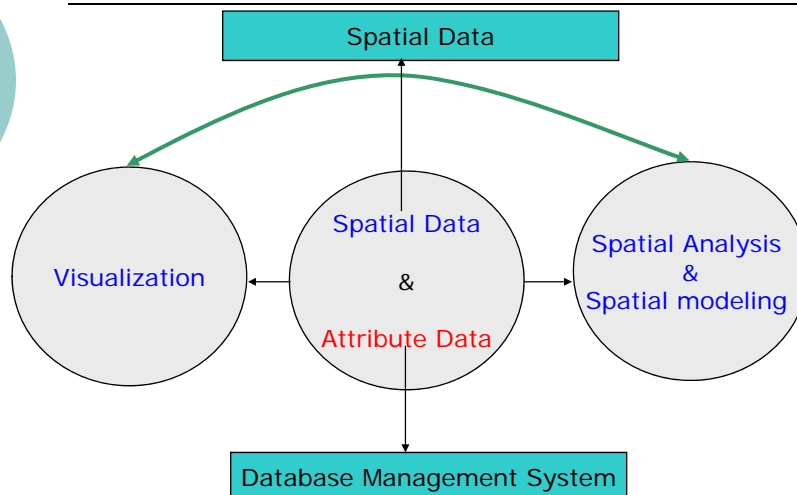 Spatial Data
Spatial Data
&
Attribute Data
Visualization
Spatial Analysis
&
Spatial modeling
Database Management System